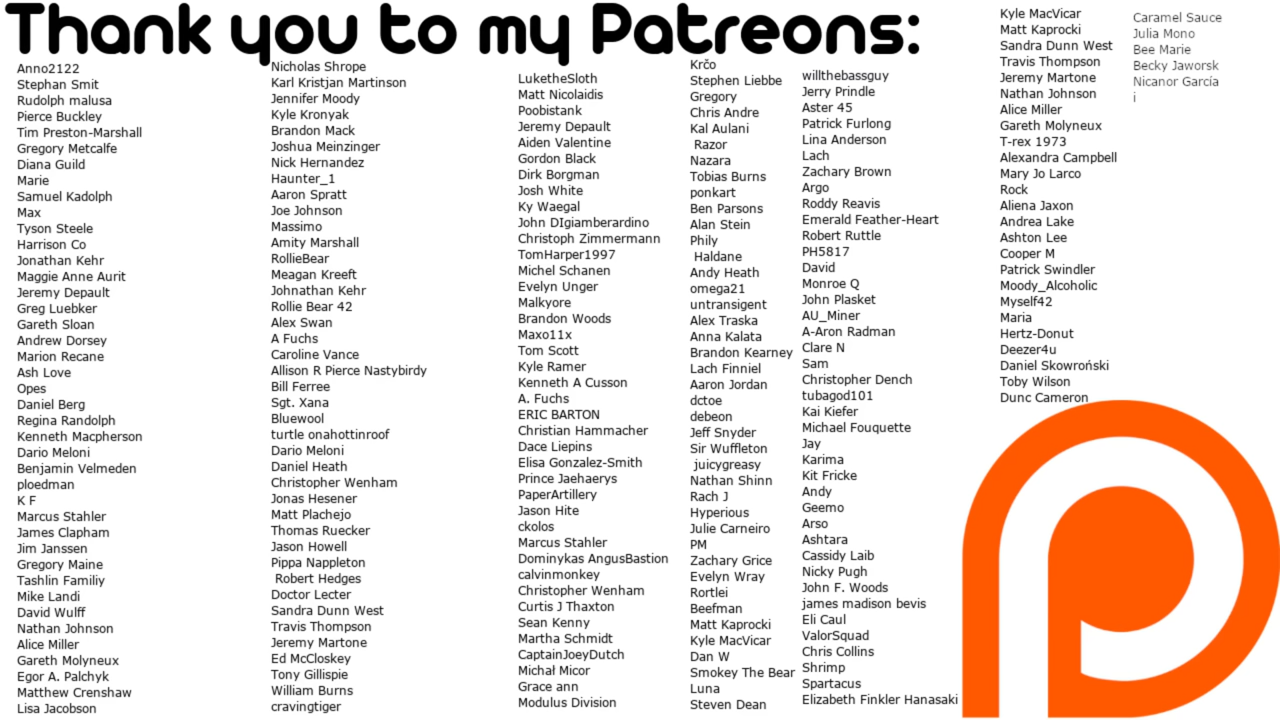 Thank you to my Patreons:
Anno2122
Stephan Smit
Rudolph malusa
Pierce Buckley
Tim Preston-Marshall
Gregory Metcalfe
Diana Guild
Marie
Samuel Kadolph
Max
Tyson Steele
Harrison Co
Jonathan Kehr
Maggie Anne Aurit
Jeremy Depault
Greg Luebker
Gareth Sloan
Andrew Dorsey
Marion Recane
Ash Love
Opes
Daniel Berg
Regina Randolph
Kenneth Macpherson
Dario Meloni
Benjamin Velmeden
ploedman
K F
Marcus Stahler
James Clapham
Jim Janssen
Gregory Maine
Tashlin Familiy
Mike Landi
David Wulff
Nathan Johnson
Alice Miller
Gareth Molyneux
Egor A. Palchyk
Matthew Crenshaw
Lisa Jacobson
Nicholas Shrope
Karl Kristjan Martinson
Jennifer Moody
Kyle Kronyak
Brandon Mack
Joshua Meinzinger
Nick Hernandez
Haunter_1
Aaron Spratt
Joe Johnson
Massimo
Amity Marshall
RollieBear
Meagan Kreeft
Johnathan Kehr
Rollie Bear 42
Alex Swan
A Fuchs
Caroline Vance
Allison R Pierce Nastybirdy
Bill Ferree
Sgt. Xana
Bluewool
turtle onahottinroof
Dario Meloni
Daniel Heath
Christopher Wenham
Jonas Hesener
Matt Plachejo
Thomas Ruecker
Jason Howell
Pippa Nappleton
Robert Hedges
Doctor Lecter
Sandra Dunn West
Travis Thompson
Jeremy Martone
Ed McCloskey
Tony Gillispie
William Burns
cravingtiger
LuketheSloth
Matt Nicolaidis
Poobistank
Jeremy Depault
Aiden Valentine
Gordon Black
Dirk Borgman
Josh White
Ky Waegal
John DIgiamberardino
Christoph Zimmermann
TomHarper1997
Michel Schanen
Evelyn Unger
Malkyore
Brandon Woods
Maxo11x
Tom Scott
Kyle Ramer
Kenneth A Cusson
A. Fuchs
ERIC BARTON
Christian Hammacher
Dace Liepins
Elisa Gonzalez-Smith
Prince Jaehaerys
PaperArtillery
Jason Hite
ckolos
Marcus Stahler
Dominykas AngusBastion
calvinmonkey
Christopher Wenham
Curtis J Thaxton
Sean Kenny
Martha Schmidt
CaptainJoeyDutch
Michał Micor
Grace ann
Modulus Division
Krčo
Stephen Liebbe
Gregory
Chris Andre
Kal Aulani
Razor
Nazara
Tobias Burns
ponkart
Ben Parsons
Alan Stein
Phily
Haldane
Andy Heath
omega21
untransigent
Alex Traska
Anna Kalata
Brandon Kearney
Lach Finniel
Aaron Jordan
dctoe
debeon
Jeff Snyder
Sir Wuffleton
juicygreasy
Nathan Shinn
Rach J
Hyperious
Julie Carneiro
PM
Zachary Grice
Evelyn Wray
Rortlei
Beefman
Matt Kaprocki
Kyle MacVicar
Dan W
Smokey The Bear
Luna
Steven Dean
willthebassguy
Jerry Prindle
Aster 45
Patrick Furlong
Lina Anderson
Lach
Zachary Brown
Argo
Roddy Reavis
Emerald Feather-Heart
Robert Ruttle
PH5817
David
Monroe Q
John Plasket
AU_Miner
A-Aron Radman
Clare N
Sam
Christopher Dench
tubagod101
Kai Kiefer
Michael Fouquette
Jay
Karima
Kit Fricke
Andy
Geemo
Arso
Ashtara
Cassidy Laib
Nicky Pugh
John F. Woods
james madison bevis
Eli Caul
ValorSquad
Chris Collins
Shrimp
Spartacus
Elizabeth Finkler Hanasaki
Kyle MacVicar
Matt Kaprocki
Sandra Dunn West
Travis Thompson
Jeremy Martone
Nathan Johnson
Alice Miller
Gareth Molyneux
T-rex 1973
Alexandra Campbell
Mary Jo Larco
Rock
Aliena Jaxon
Andrea Lake
Ashton Lee
Cooper M
Patrick Swindler
Moody_Alcoholic
Myself42
Maria
Hertz-Donut
Deezer4u
Daniel Skowroński
Toby Wilson
Dunc Cameron
Caramel Sauce
Julia Mono
Bee Marie
Becky Jaworsk
Nicanor García
i